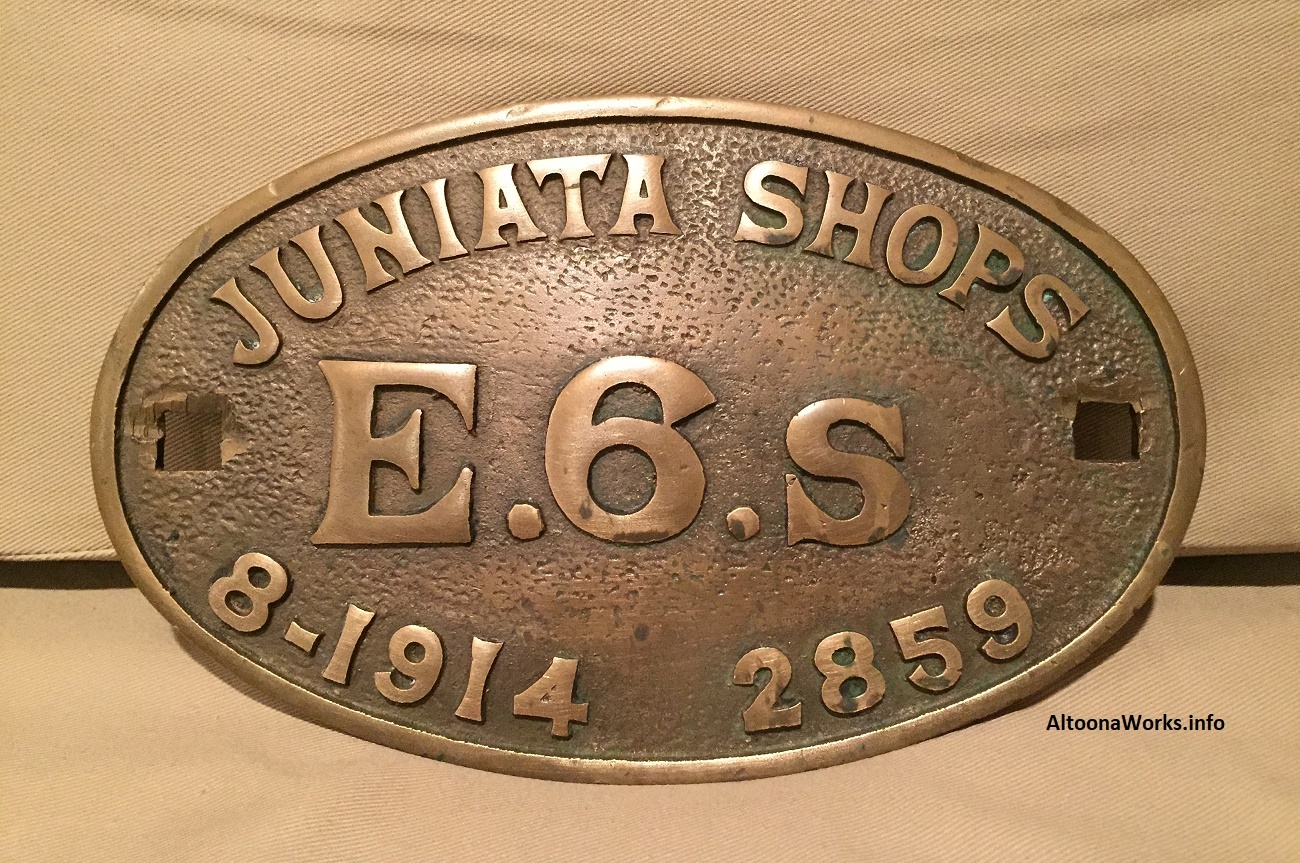 JUNIATA SHOPS
E.6.S
8-1914 2859
AltoonaWorks.info